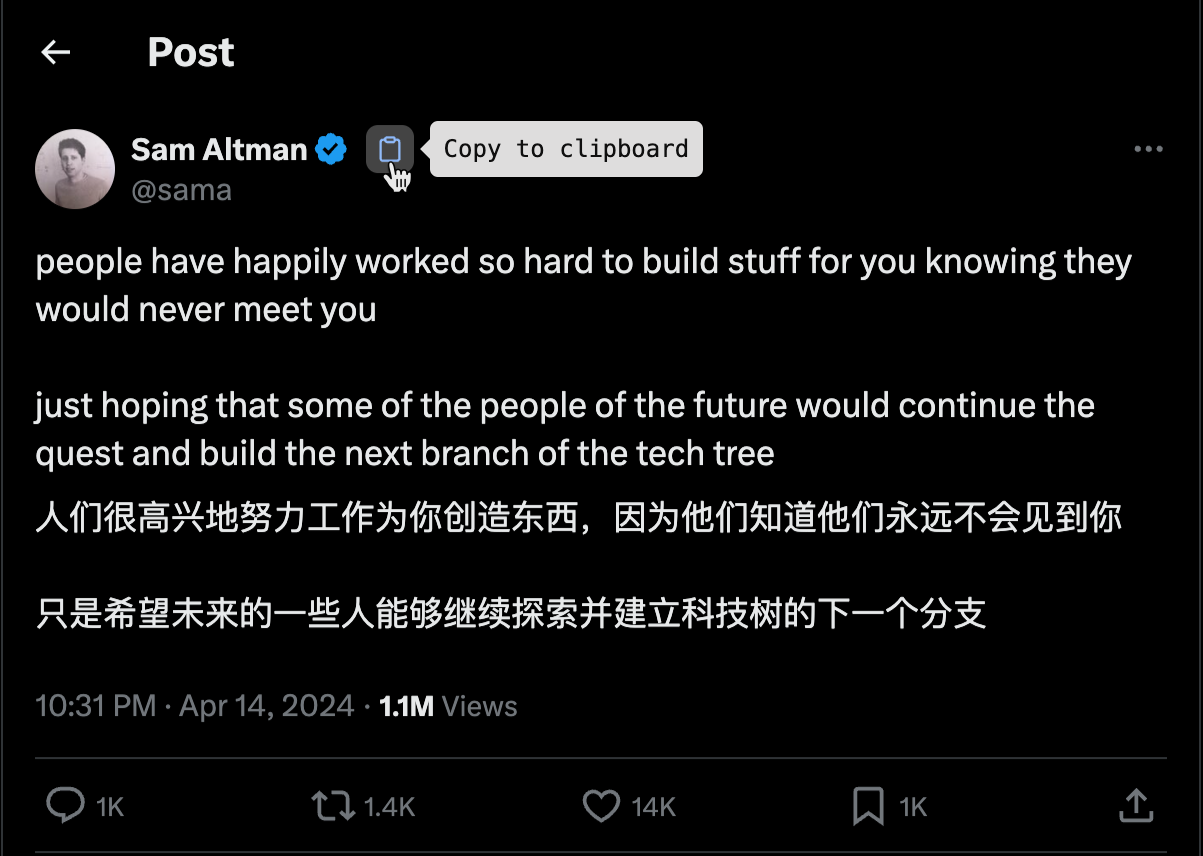 Post
Sam Altman
Copy to clipboard
@sama
people have happily worked so hard to build stuff for you knowing they
would never meet you
just hoping that some of the people of the future would continue the
quest and build the next branch of the tech tree
人们很高兴地努力工作为你创造东西，因为他们知道他们永远不会见到你
只是希望未来的一些人能够继续探索并建立科技树的下一个分支
10:31 PM · Apr 14, 2024 · 1.1M Views
1K 1.4K 14K 1K